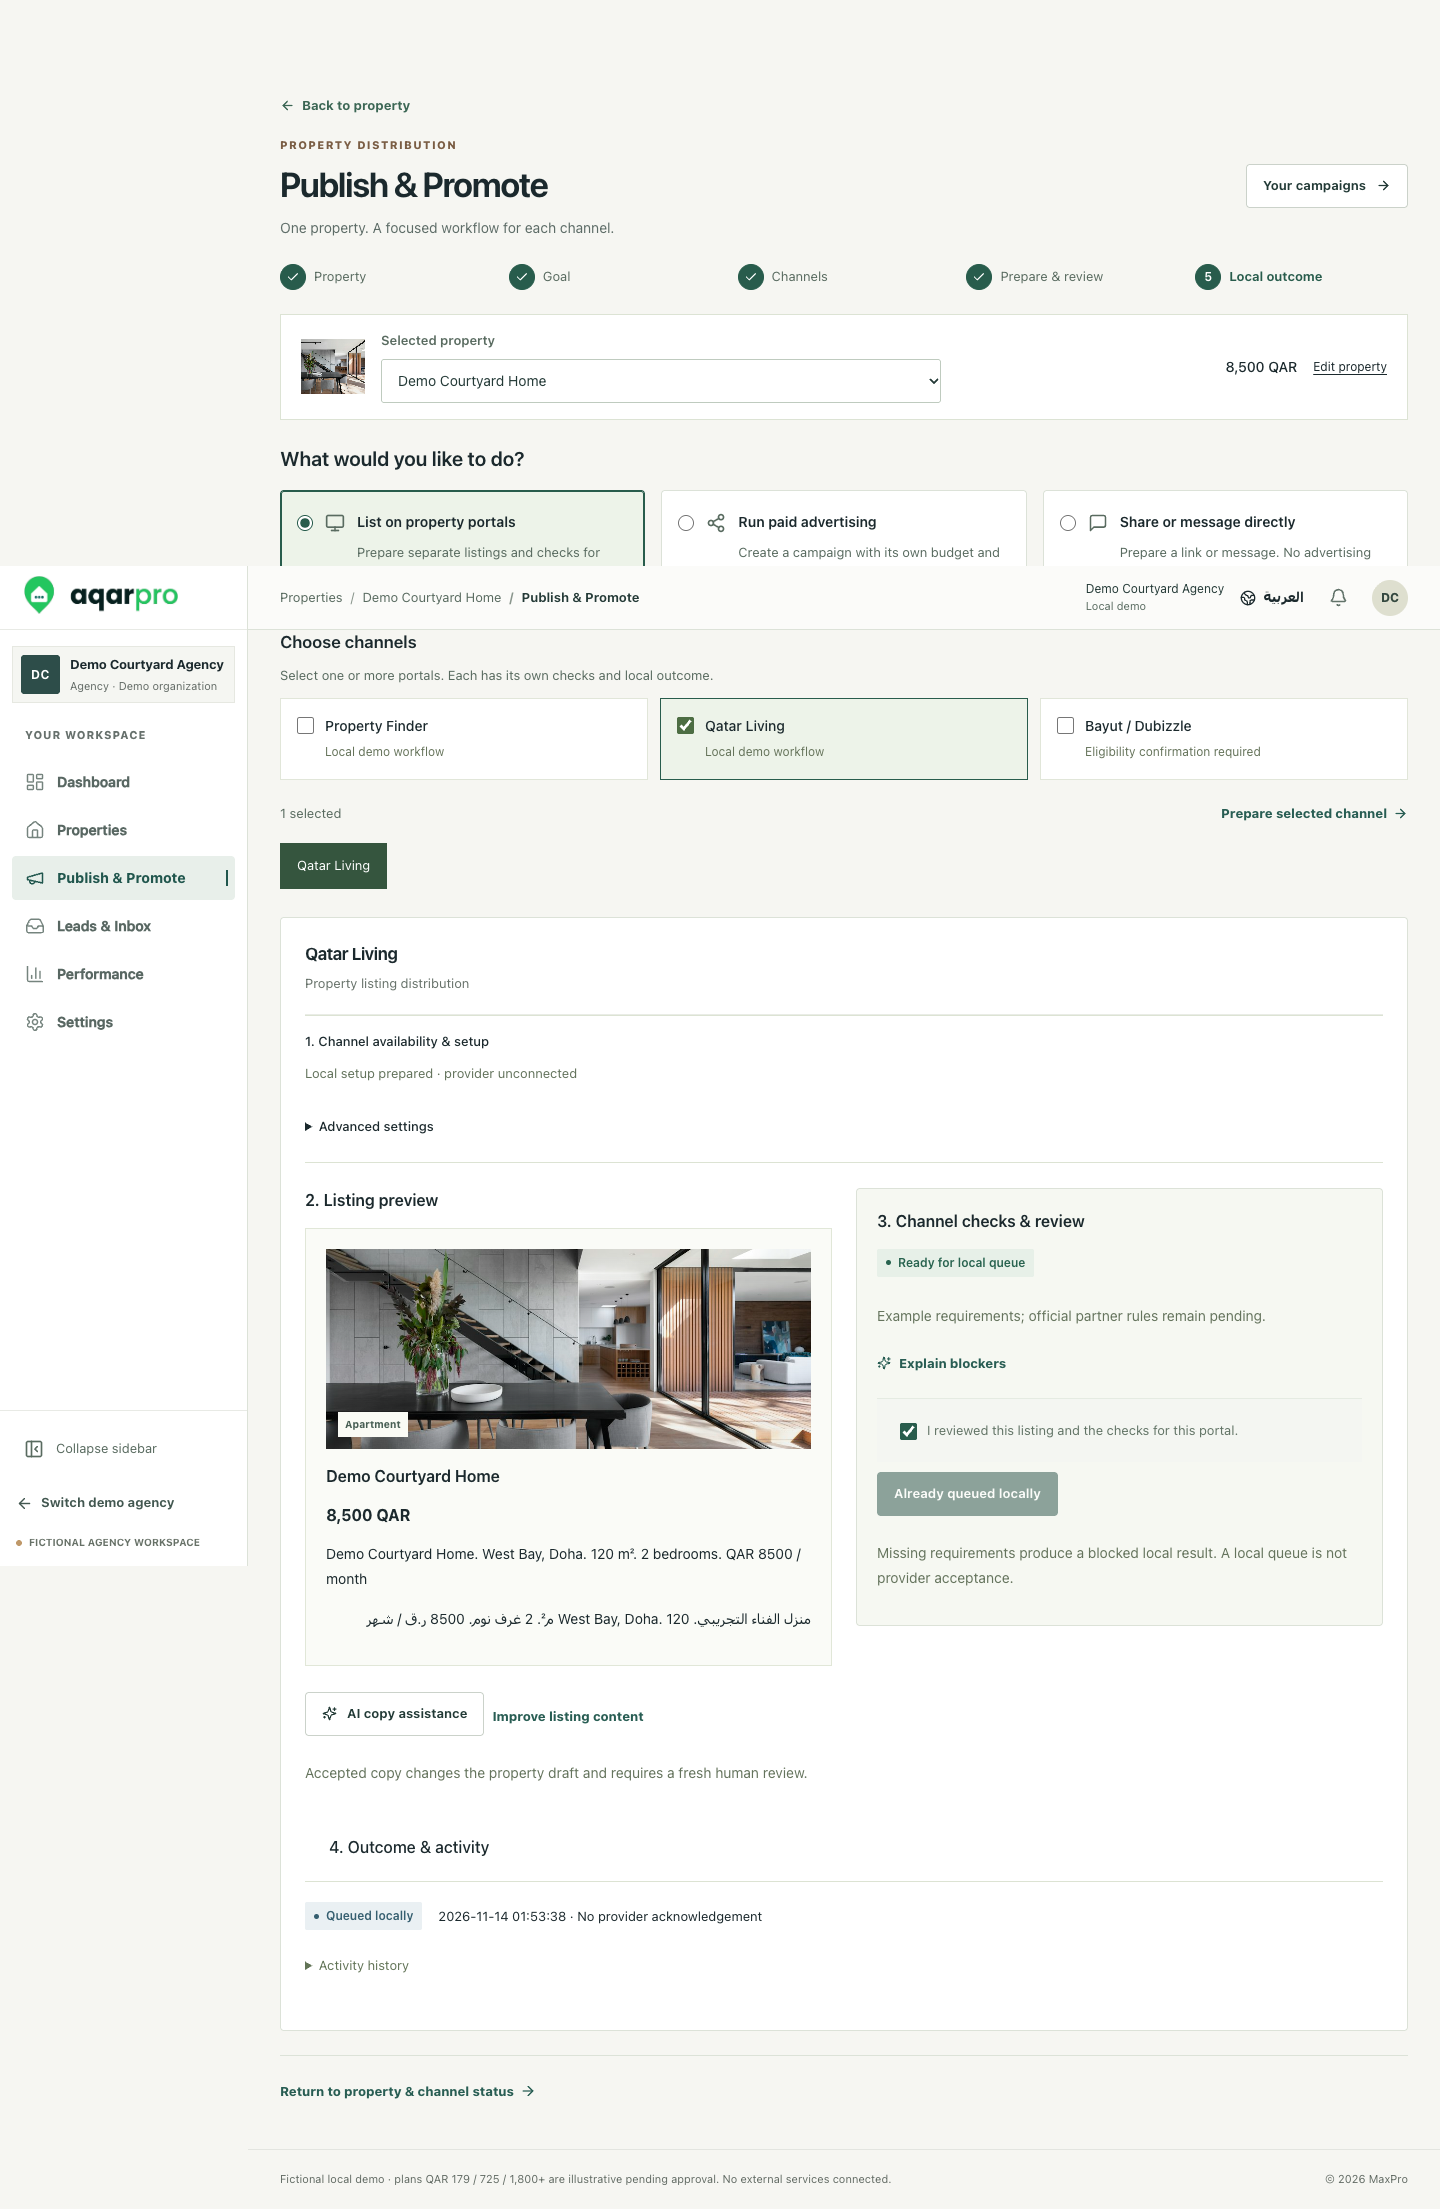 Back to property
PROPERTY DISTRIBUTION
Publish & Promote
Your campaigns
One property. A focused workflow for each channel.
Property
Goal
Channels
Prepare & review
5 Local outcome
Selected property
Demo Courtyard Home
8,500 QAR
Edit property
What would you like to do?
List on property portals
Prepare separate listings and checks for
Run paid advertising
Create a campaign with its own budget and
Share or message directly
Prepare a link or message. No advertising
aqarpro
Properties / Demo Courtyard Home / Publish & Promote
Demo Courtyard Agency
Local demo
العربية
DC
DC
Demo Courtyard Agency
Agency · Demo organization
YOUR WORKSPACE
Dashboard
Properties
Publish & Promote
Leads & Inbox
Performance
Settings
Collapse sidebar
Switch demo agency
FICTIONAL AGENCY WORKSPACE
Choose channels
Select one or more portals. Each has its own checks and local outcome.
Property Finder
Local demo workflow
Qatar Living
Local demo workflow
Bayut / Dubizzle
Eligibility confirmation required
1 selected
Prepare selected channel
Qatar Living
Qatar Living
Property listing distribution
1. Channel availability & setup
Local setup prepared · provider unconnected
Advanced settings
2. Listing preview
Apartment
Demo Courtyard Home
8,500 QAR
Demo Courtyard Home. West Bay, Doha. 120 m². 2 bedrooms. QAR 8500 /
month
منزل الفناء التجريبي. West Bay, Doha. 120 م². 2 غرف نوم. 8500 ر.ق / شهر
3. Channel checks & review
Ready for local queue
Example requirements; official partner rules remain pending.
Explain blockers
I reviewed this listing and the checks for this portal.
Already queued locally
Missing requirements produce a blocked local result. A local queue is not
provider acceptance.
AI copy assistance
Improve listing content
Accepted copy changes the property draft and requires a fresh human review.
4. Outcome & activity
Queued locally
2026-11-14 01:53:38 · No provider acknowledgement
Activity history
Return to property & channel status
Fictional local demo · plans QAR 179 / 725 / 1,800+ are illustrative pending approval. No external services connected.
© 2026 MaxPro